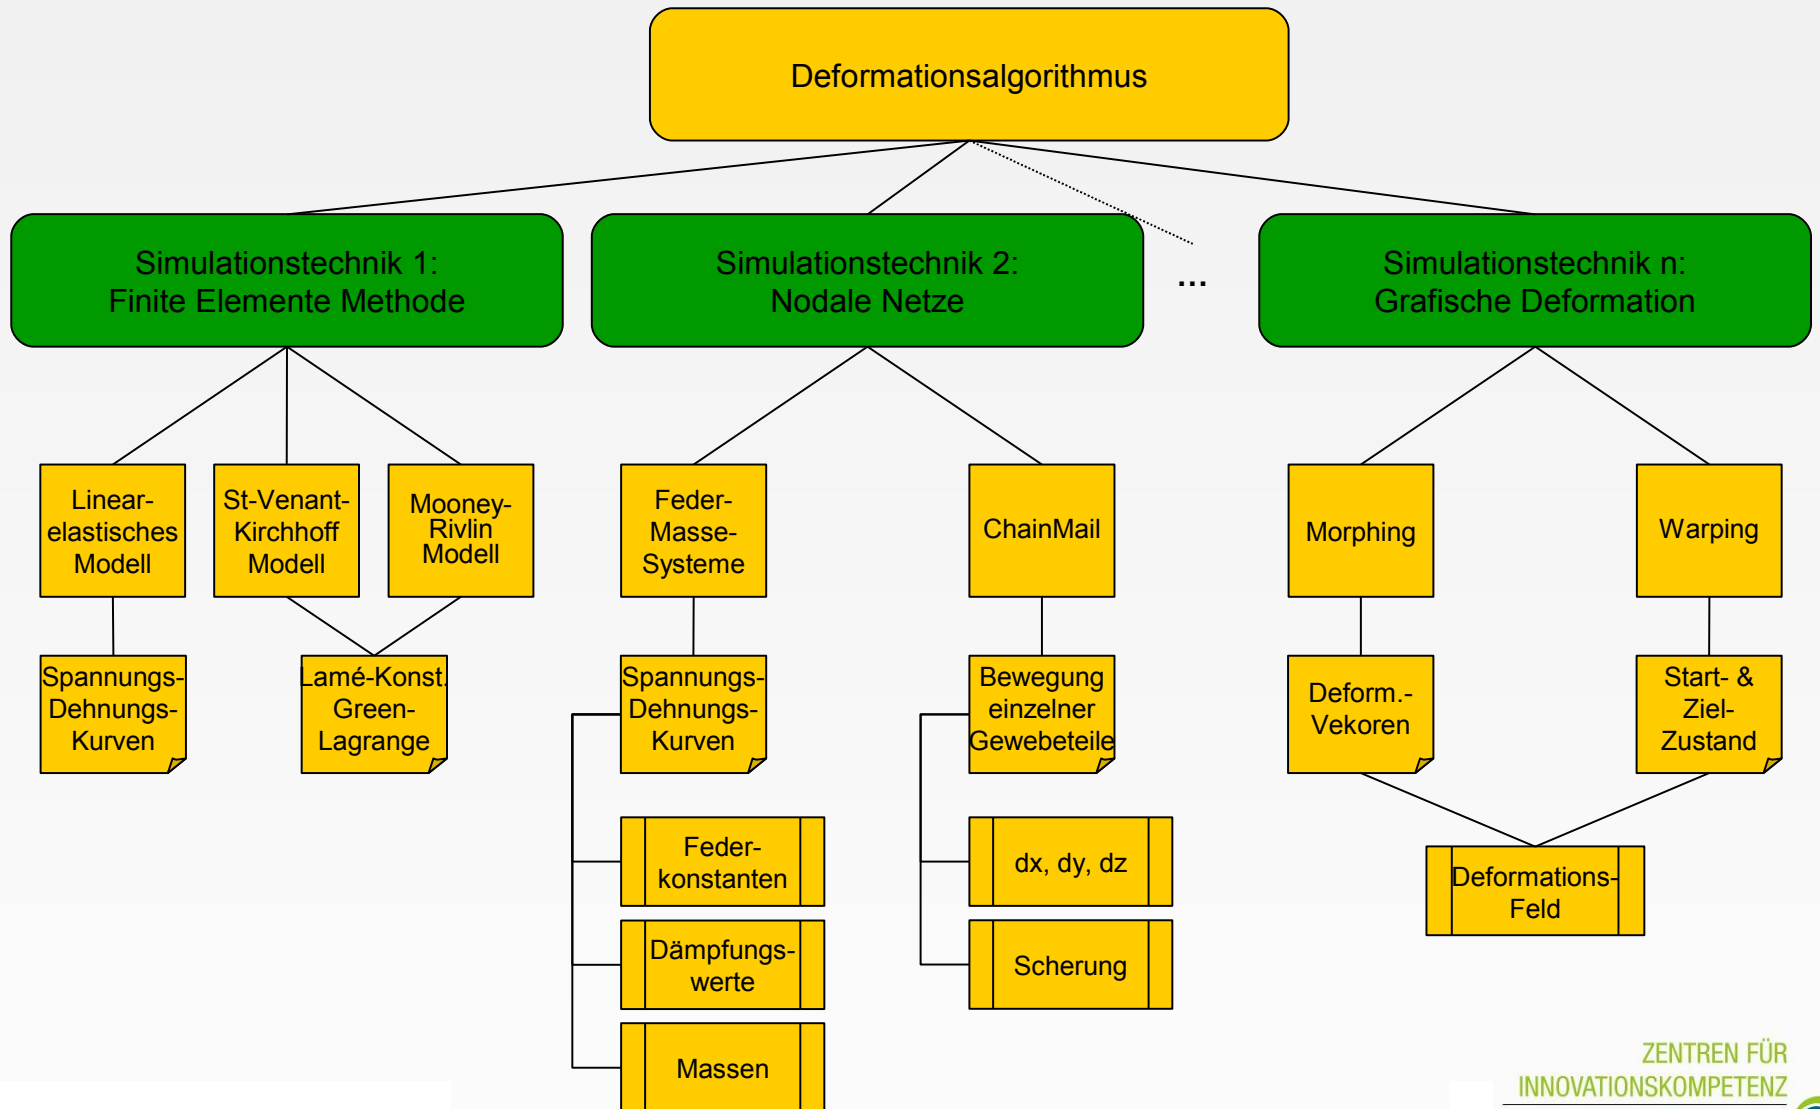 Deformationsalgorithmus
Simulationstechnik 1:
Finite Elemente Methode
Simulationstechnik 2:
Nodale Netze
...
Simulationstechnik n:
Grafische Deformation
Linear-
elastisches
Modell
St-Venant-
Kirchhoff
Modell
Mooney-
Rivlin
Modell
Feder-
Masse-
Systeme
ChainMail
Morphing
Warping
Spannungs-
Dehnungs-
Kurven
Lamé-Konst.
Green-
Lagrange
Spannungs-
Dehnungs-
Kurven
Bewegung
einzelner
Gewebeteile
Deform.-
Vekoren
Start- &
Ziel-
Zustand
Feder-
konstanten
dx, dy, dz
Deformations-
Feld
Dämpfungs-
werte
Scherung
Massen
ZENTREN FÜR
INNOVATIONSKOMPETENZ